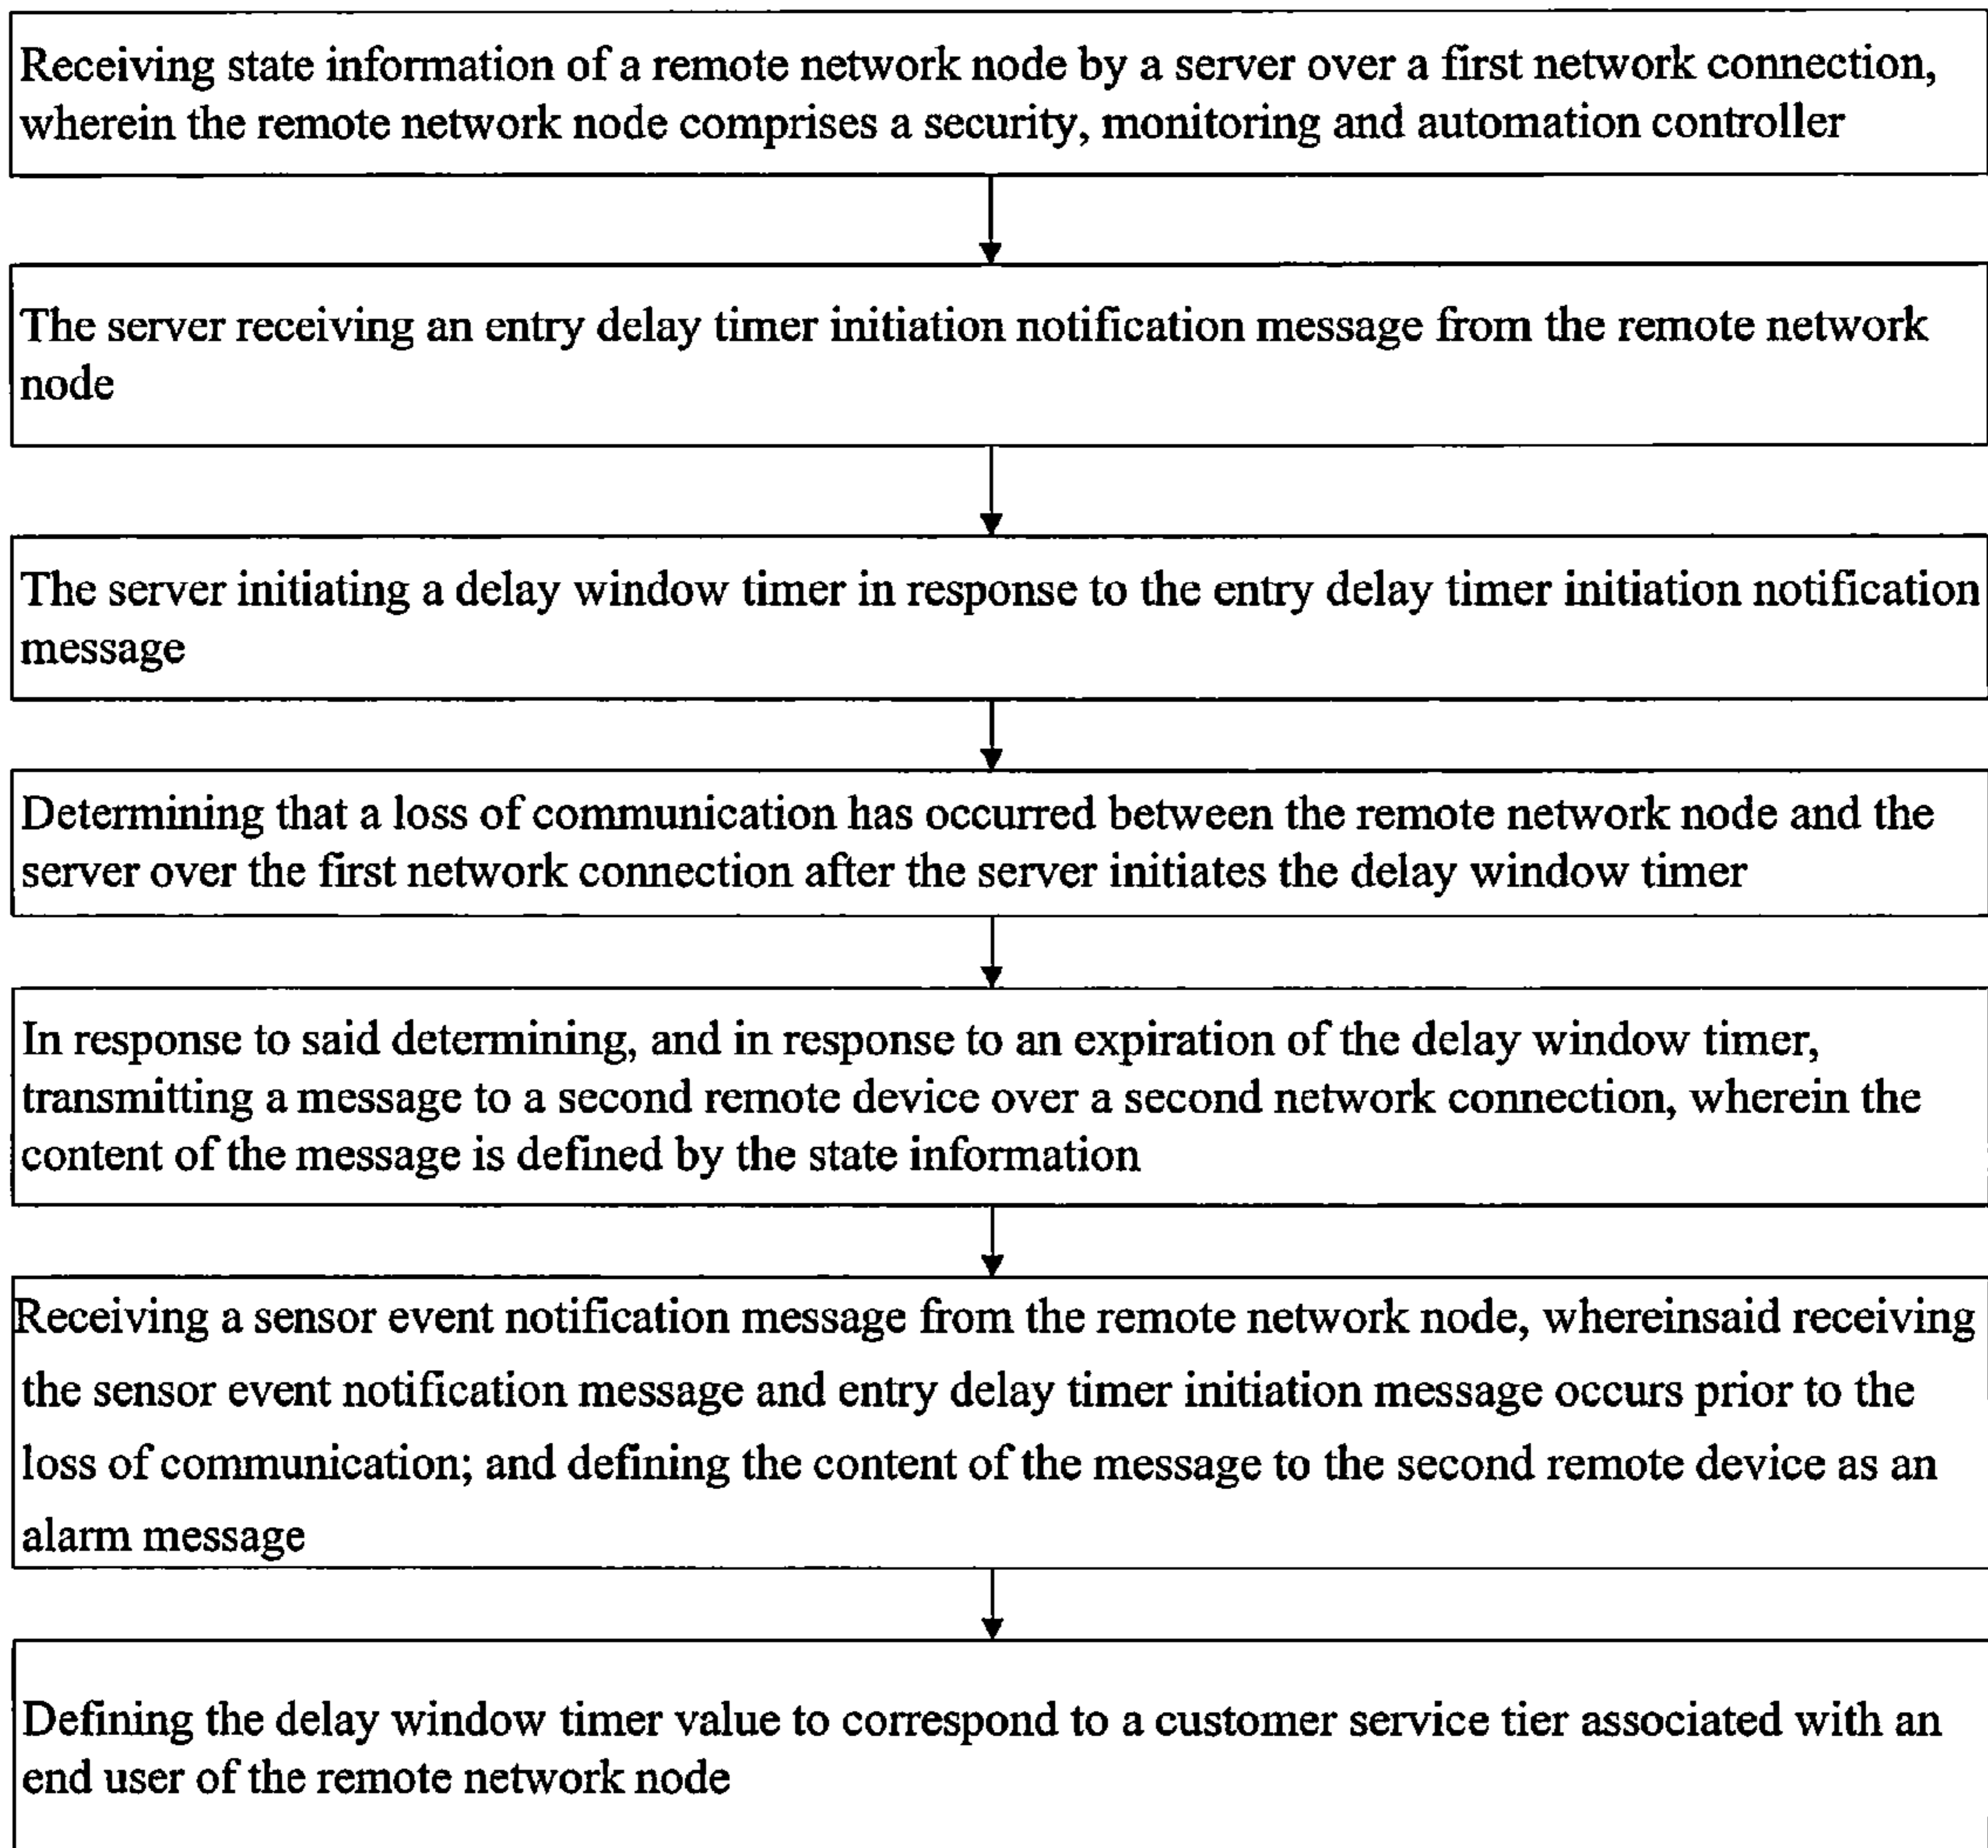 Receiving state information of a remote network node by a server over a first network connection,
wherein the remote network node comprises a security, monitoring and automation controller
The server receiving an entry delay timer initiation notification message from the remote network
node
The server initiating a delay window timer in response to the entry delay timer initiation notification
message
Determining that a loss of communication has occurred between the remote network node and the
server over the first network connection after the server initiates the delay window timer
In response to said determining, and in response to an expiration of the delay window timer,
transmitting a message to a second remote device over a second network connection, wherein the
content of the message is defined by the state information
Receiving a sensor event notification message from the remote network node, whereinsaid receiving
the sensor event notification message and entry delay timer initiation message occurs prior to the
loss of communication; and defining the content of the message to the second remote device as an
alarm message
Defining the delay window timer value to correspond to a customer service tier associated with an
end user of the remote network node